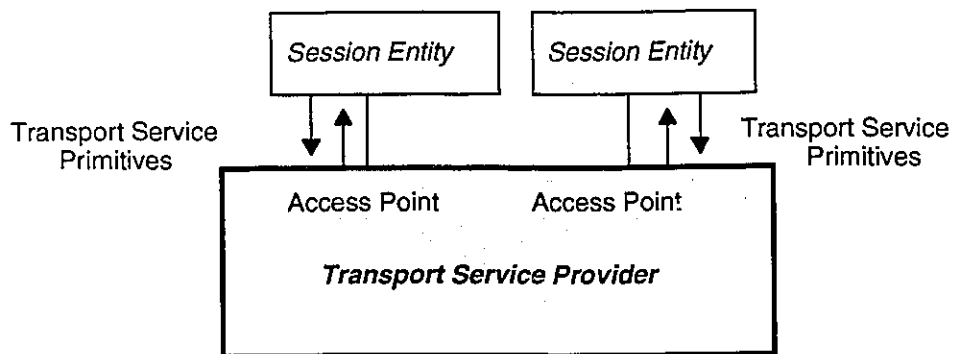 Session Entity
Session Entity
Transport Service
Primitives
Transport Service
Primitives
Access Point
Access Point
Transport Service Provider